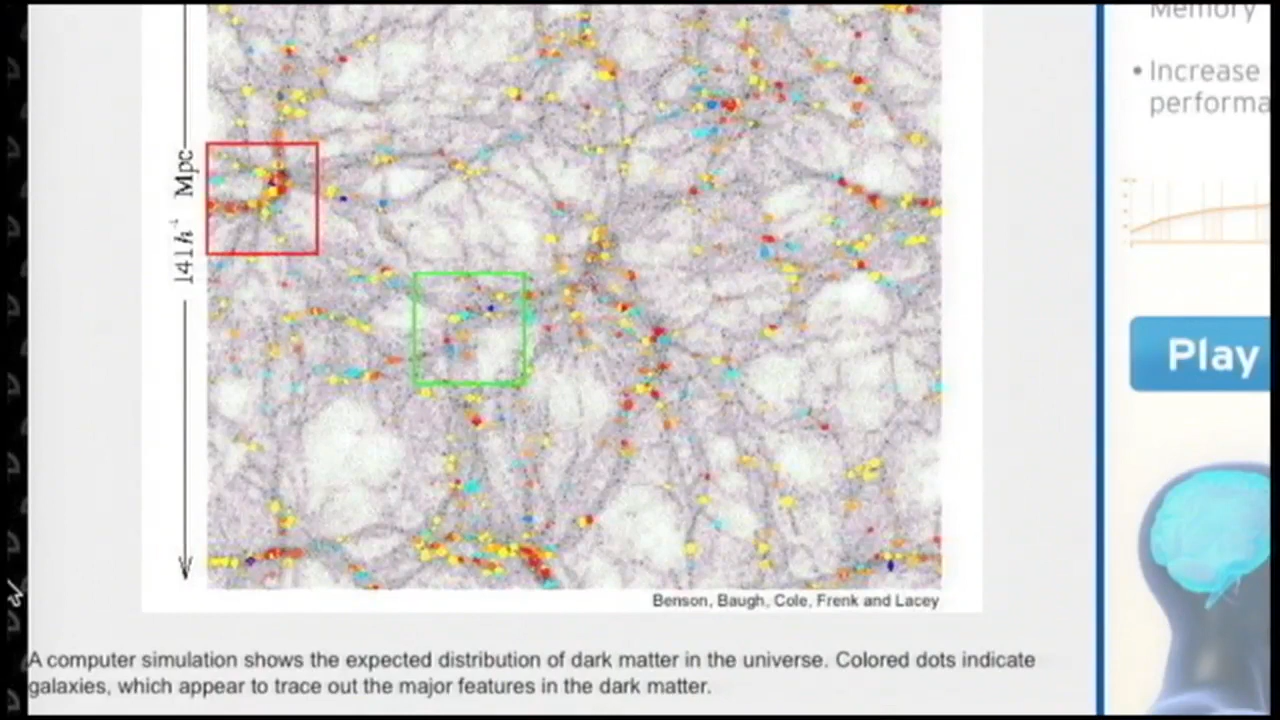 Memory
• Increase
performa
141 h⁻¹ Mpc
Play
Benson, Baugh, Cole, Frenk and Lacey
A computer simulation shows the expected distribution of dark matter in the universe. Colored dots indicate
galaxies, which appear to trace out the major features in the dark matter.